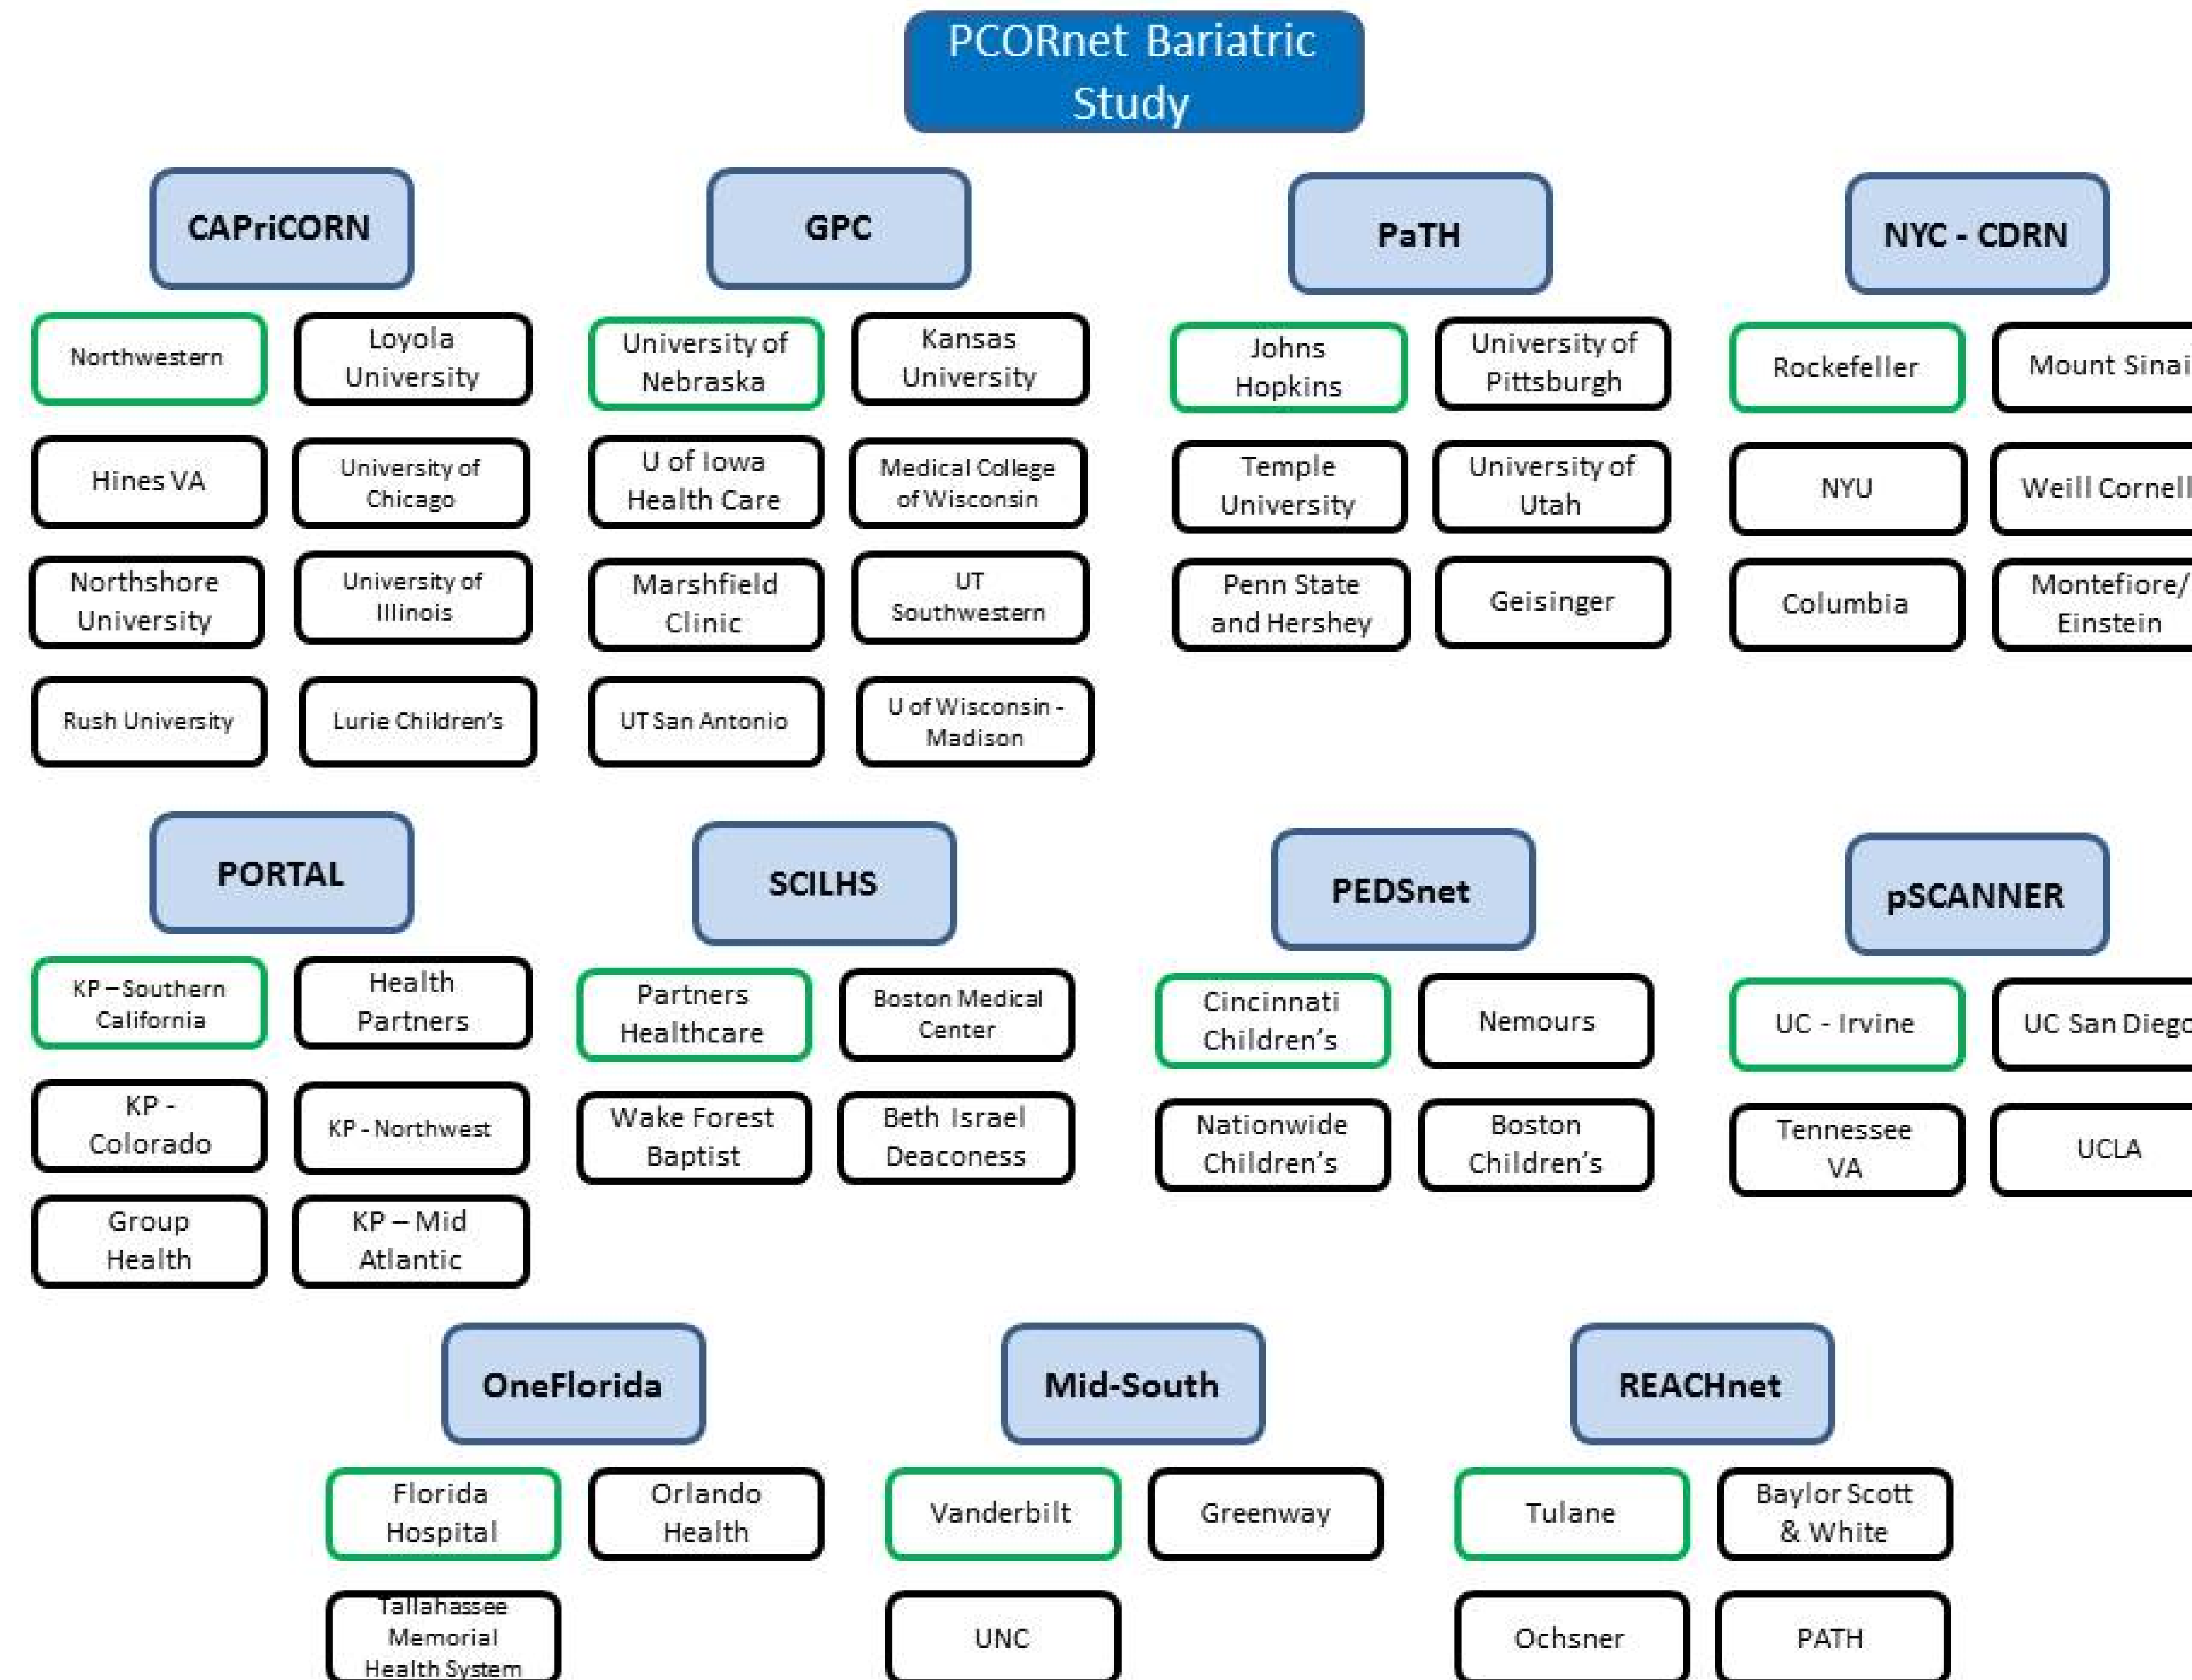 PCORnet Bariatric
Study
CAPriCORN
GPC
PaTH
NYC - CDRN
Northwestern
Loyola
University
University of
Nebraska
Kansas
University
Johns
Hopkins
University of
Pittsburgh
Rockefeller
Mount Sinai
Hines VA
University of
Chicago
U of Iowa
Health Care
Medical College
of Wisconsin
Temple
University
University of
Utah
NYU
Weill Cornell
Northshore
University
University of
Illinois
Marshfield
Clinic
UT
Southwestern
Penn State
and Hershey
Geisinger
Columbia
Montefiore/
Einstein
Rush University
Lurie Children's
UT San Antonio
U of Wisconsin -
Madison
PORTAL
SCILHS
PEDSnet
pSCANNER
KP – Southern
California
Health
Partners
Partners
Healthcare
Boston Medical
Center
Cincinnati
Children's
Nemours
UC - Irvine
UC San Diego
KP -
Colorado
KP - Northwest
Wake Forest
Baptist
Beth Israel
Deaconess
Nationwide
Children's
Boston
Children's
Tennessee
VA
UCLA
Group
Health
KP – Mid
Atlantic
OneFlorida
Mid-South
REACHnet
Florida
Hospital
Orlando
Health
Vanderbilt
Greenway
Tulane
Baylor Scott
& White
Tallahassee
Memorial
Health System
UNC
Ochsner
PATH